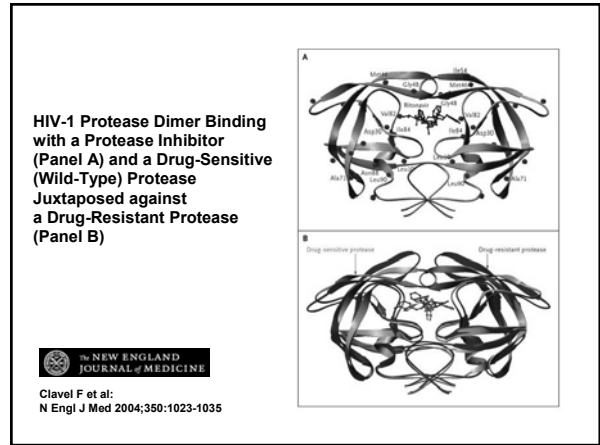 HIV-1 Protease Dimer Binding
with a Protease Inhibitor
(Panel A) and a Drug-Sensitive
(Wild-Type) Protease
Juxtaposed against
a Drug-Resistant Protease
(Panel B)
The NEW ENGLAND
JOURNAL of MEDICINE
Clavel F et al:
N Engl J Med 2004;350:1023-1035
A
Ile54
Met46
Met46
Gly48
Gly48
Ritonavir
Val82
Val82
Asp30
Ile84
Ile84
Asp30
Asn88
Leu90
Leu90
Ala71
Ala71
B
Drug-sensitive protease
Drug-resistant protease